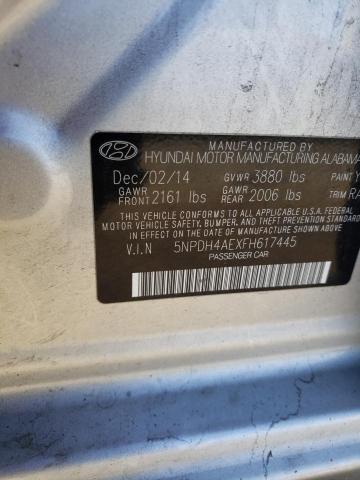 MANUFACTURED BY
HYUNDAI MOTOR MANUFACTURING ALABAMA
Dec/02/14 GVWR 3880 lbs PAINT
GAWR FRONT 2161 lbs GAWR REAR 2006 lbs TRIM
THIS VEHICLE CONFORMS TO ALL APPLICABLE U.S.A FEDERAL
MOTOR VEHICLE SAFETY, BUMPER, AND THEFT PREVENTION
STANDARDS IN EFFECT ON THE DATE OF MANUFACTURE SHOWN ABOVE.
V.I.N 5NPDH4AEXFH617445
PASSENGER CAR